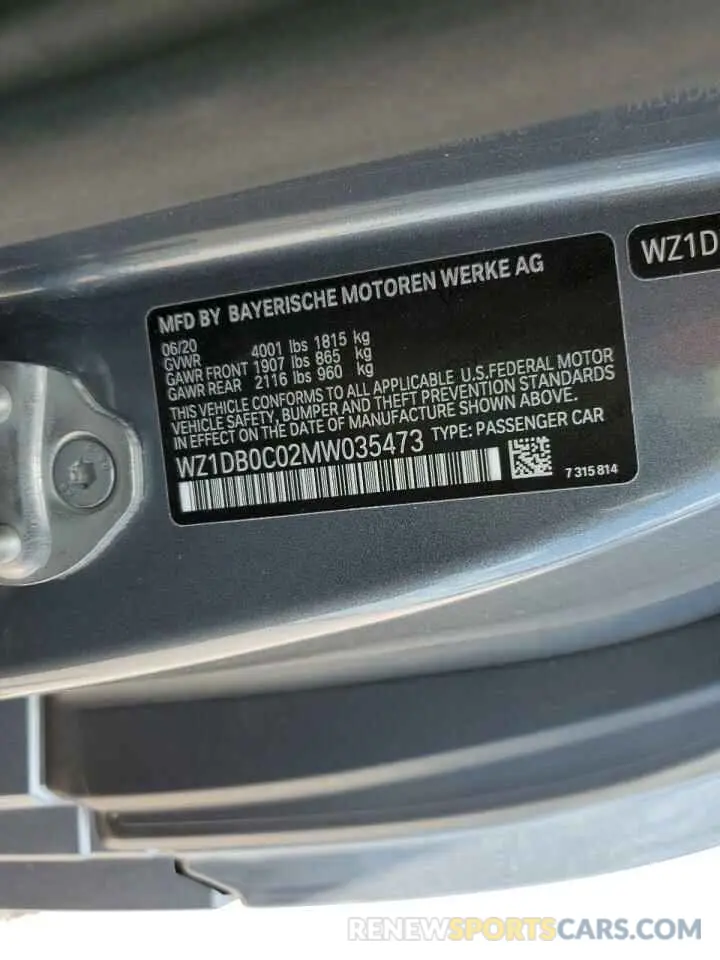 MFD BY BAYERISCHE MOTOREN WERKE AG
06/20
GVWR 4001 lbs 1815 kg
GAWR FRONT 1907 lbs 865 kg
GAWR REAR 2116 lbs 960 kg
THIS VEHICLE CONFORMS TO ALL APPLICABLE U.S.FEDERAL MOTOR
VEHICLE SAFETY, BUMPER AND THEFT PREVENTION STANDARDS
IN EFFECT ON THE DATE OF MANUFACTURE SHOWN ABOVE.
WZ1DB0C02MW035473 TYPE: PASSENGER CAR
7 315 814
WZ1D
RENEWSPORTSCARS.COM